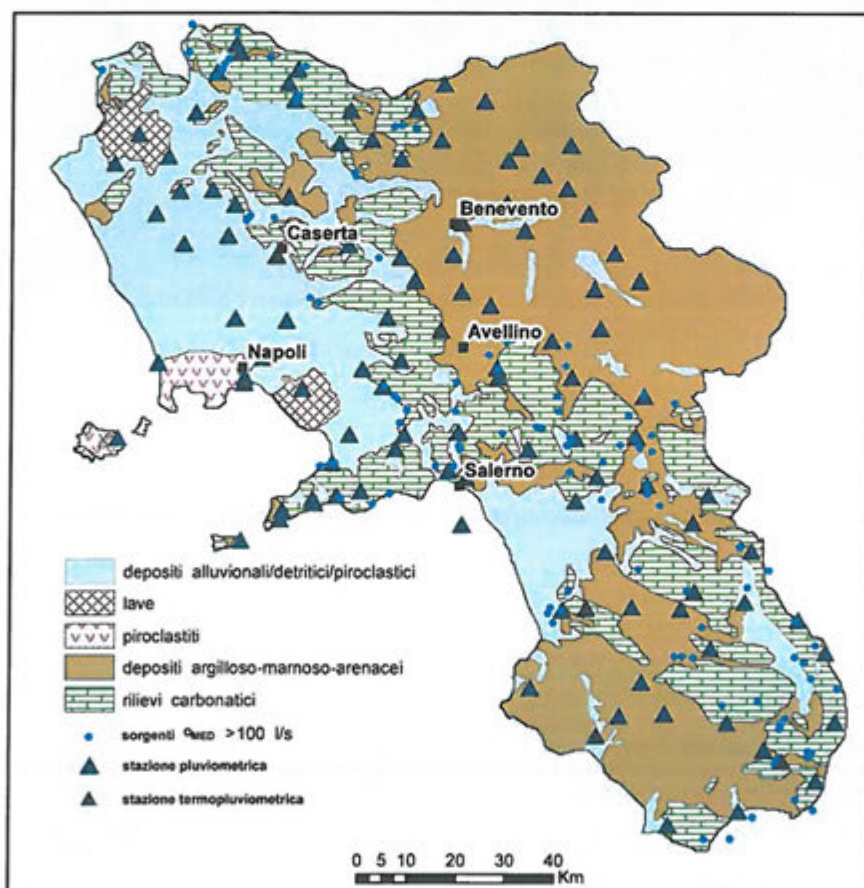 Benevento
Caserta
Avellino
Napoli
Salerno
depositi alluvionali/detritici/piroclastici
lave
piroclastiti
depositi argilloso-marnoso-arenacei
rilievi carbonatici
sorgenti QMED >100 l/s
stazione pluviometrica
stazione termopluviometrica
0 5 10 20 30 40
Km